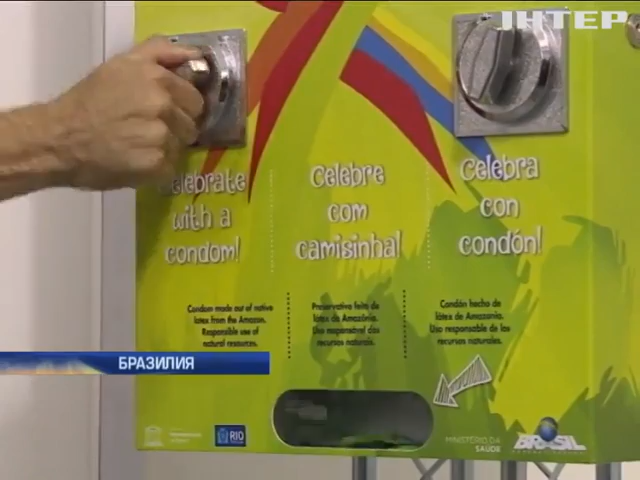 ІНТЕР
Celebrate
with a
condom!
Celebre
com
camisinha!
Celebra
con
condón!
Condom made out of native
latex from the Amazon.
Responsible use of
natural resources.
Preservativo feito de
látex da Amazônia.
Uso responsável dos
recursos naturais.
Condón hecho de
látex de Amazonia.
Uso responsable de los
recursos naturales.
БРАЗИЛИЯ
RIO
MINISTÉRIO DA
SAÚDE
BRASIL
ІНТЕР